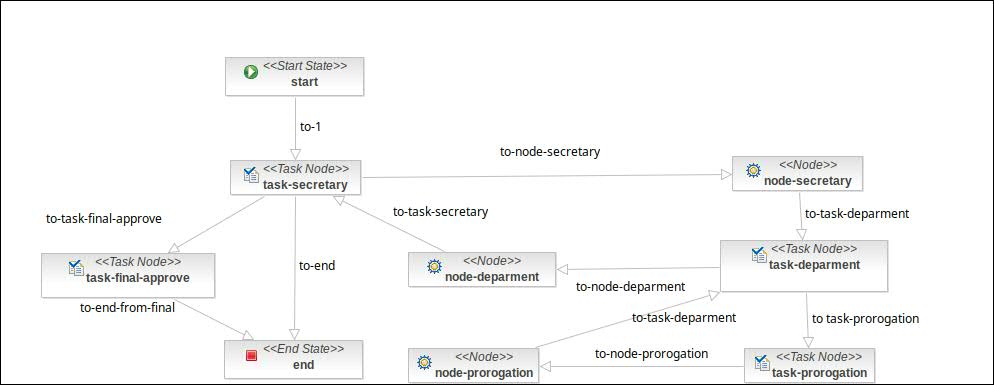 <<Start State>>
start
to-1
to-node-secretary
<<Task Node>>
task-secretary
<<Node>>
node-secretary
to-task-final-approve
to-task-secretary
to-task-deparment
<<Task Node>>
task-final-approve
to-end
<<Node>>
node-deparment
<<Task Node>>
task-deparment
to-node-deparment
to-end-from-final
to-task-deparment
to task-prorogation
<<End State>>
end
<<Node>>
node-prorogation
to-node-prorogation
<<Task Node>>
task-prorogation